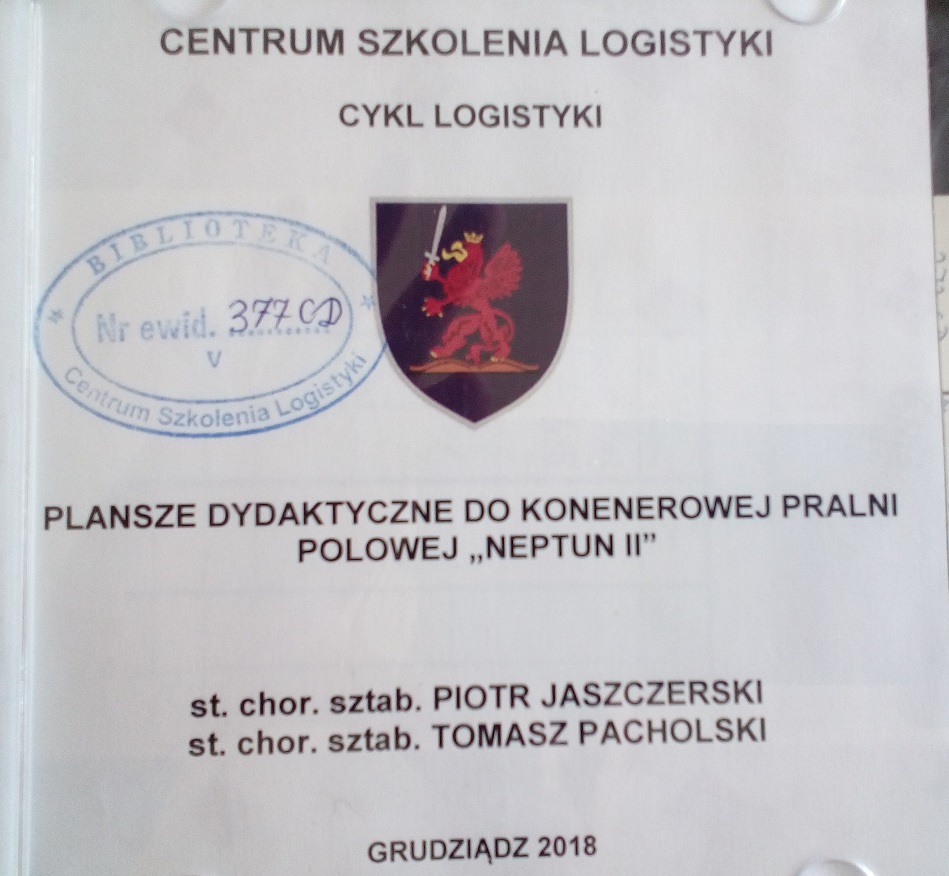 CENTRUM SZKOLENIA LOGISTYKI
CYKL LOGISTYKI
BIBLIOTEKA
Nr ewid. 377 CD
V
Centrum Szkolenia Logistyki
PLANSZE DYDAKTYCZNE DO KONENEROWEJ PRALNI
POLOWEJ „NEPTUN II”
st. chor. sztab. PIOTR JASZCZERSKI
st. chor. sztab. TOMASZ PACHOLSKI
GRUDZIĄDZ 2018